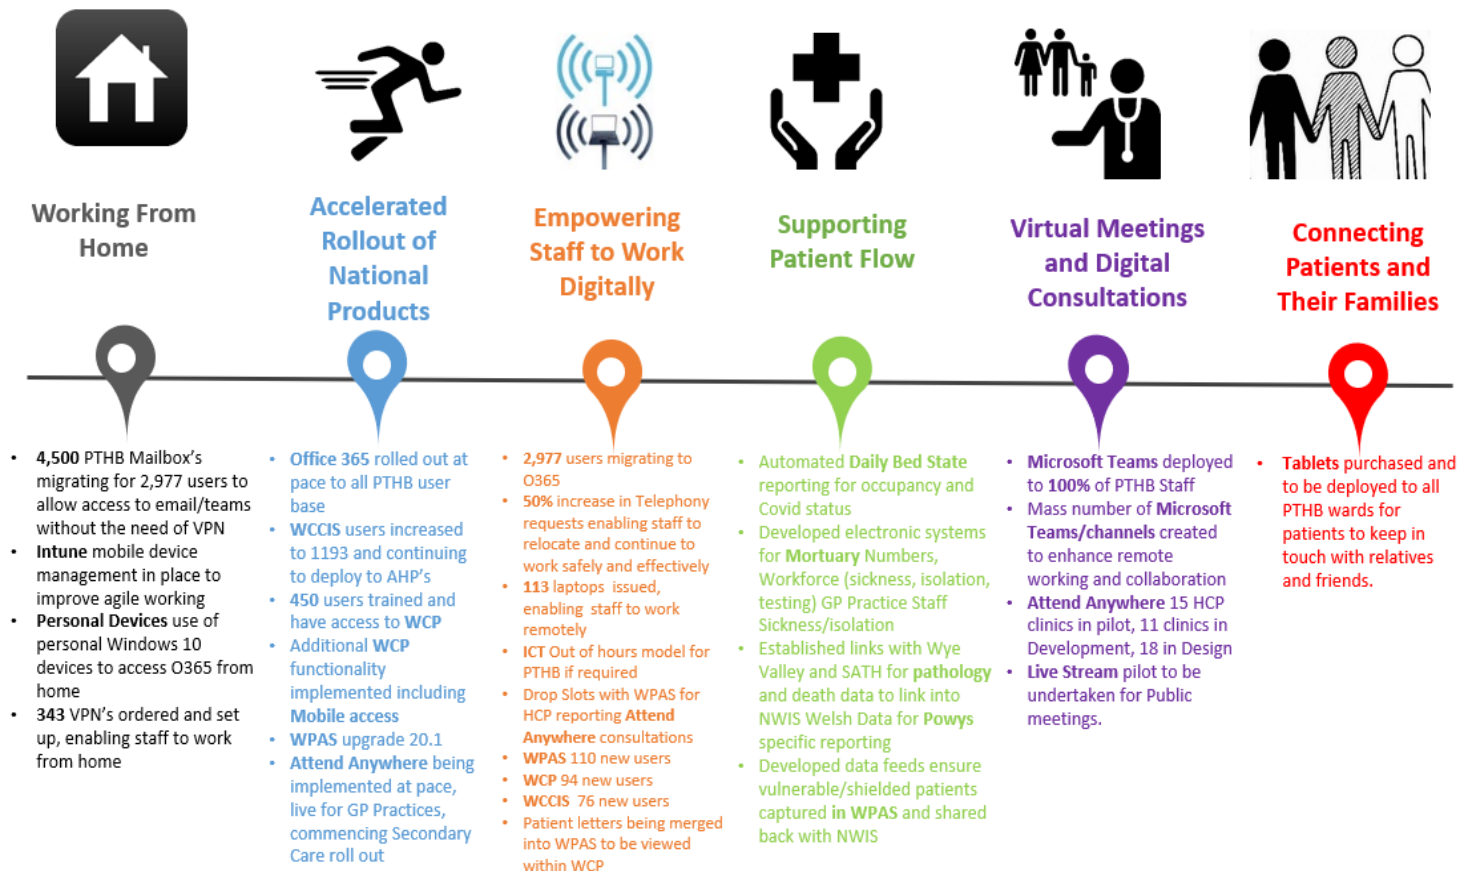 Working From
Home
4,500 PTHB Mailbox's
migrating for 2,977 users to
allow access to email/teams
without the need of VPN
Intune mobile device
management in place to
improve agile working
Personal Devices use of
personal Windows 10
devices to access O365 from
home
343 VPN's ordered and set
up, enabling staff to work
from home
Accelerated
Rollout of
National
Products
Office 365 rolled out at
pace to all PTHB user
base
WCCIS users increased
to 1193 and continuing
to deploy to AHP's
450 users trained and
have access to WCP
Additional WCP
functionality
implemented including
Mobile access
WPAS upgrade 20.1
Attend Anywhere being
implemented at pace,
live for GP Practices,
commencing Secondary
Care roll out
Empowering
Staff to Work
Digitally
2,977 users migrating to
O365
50% increase in Telephony
requests enabling staff to
relocate and continue to
work safely and effectively
113 laptops issued,
enabling staff to work
remotely
ICT Out of hours model for
PTHB if required
Drop Slots with WPAS for
HCP reporting Attend
Anywhere consultations
WPAS 110 new users
WCP 94 new users
WCCIS 76 new users
Patient letters being merged
into WPAS to be viewed
within WCP
Supporting
Patient Flow
Automated Daily Bed State
reporting for occupancy and
Covid status
Developed electronic systems
for Mortuary Numbers,
Workforce (sickness, isolation,
testing) GP Practice Staff
Sickness/isolation
Established links with Wye
Valley and SATH for pathology
and death data to link into
NWIS Welsh Data for Powys
specific reporting
Developed data feeds ensure
vulnerable/shielded patients
captured in WPAS and shared
back with NWIS
Virtual Meetings
and Digital
Consultations
Microsoft Teams deployed
to 100% of PTHB Staff
Mass number of Microsoft
Teams/channels created
to enhance remote
working and collaboration
Attend Anywhere 15 HCP
clinics in pilot, 11 clinics in
Development, 18 in Design
Live Stream pilot to be
undertaken for Public
meetings.
Connecting
Patients and
Their Families
Tablets purchased and
to be deployed to all
PTHB wards for
patients to keep in
touch with relatives
and friends.